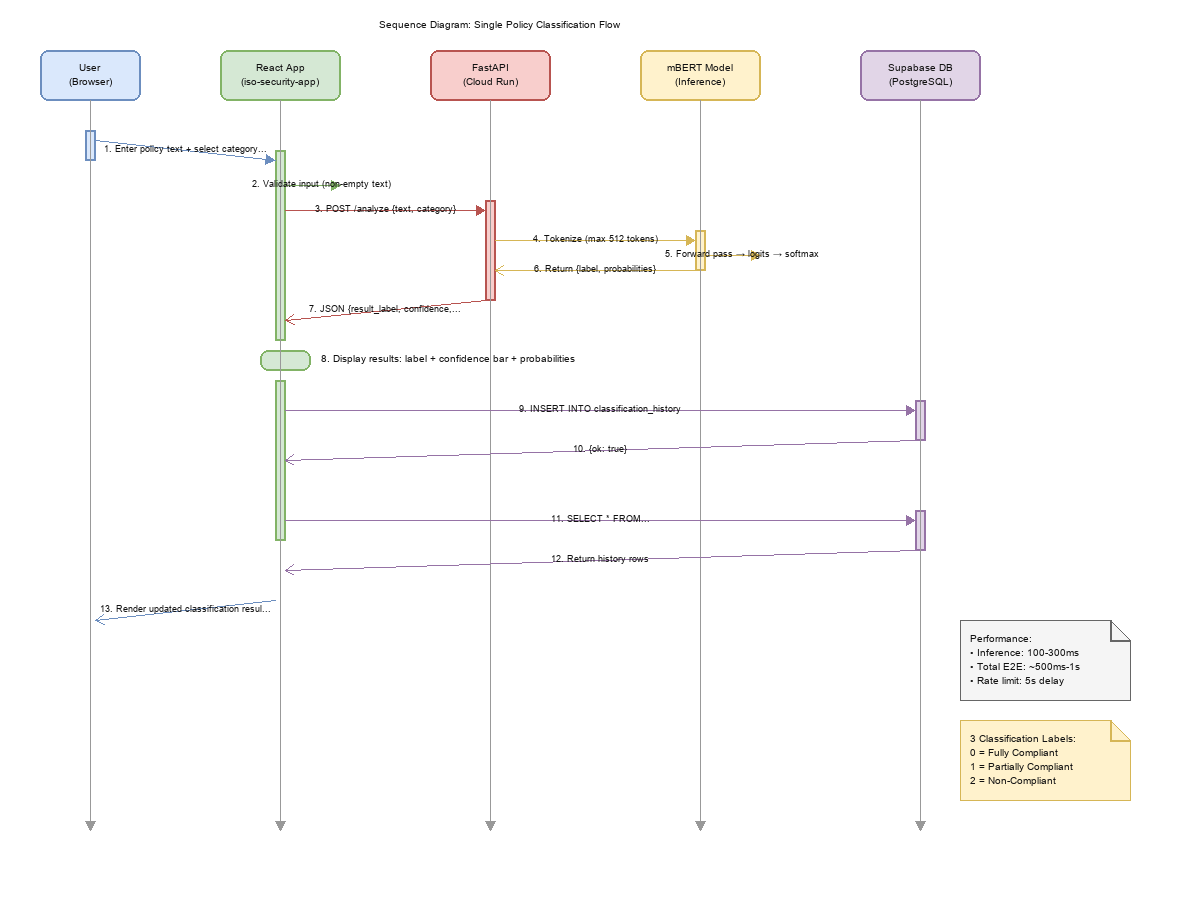 Sequence Diagram: Single Policy Classification Flow
User
(Browser)
React App
(iso-security-app)
FastAPI
(Cloud Run)
mBERT Model
(Inference)
Supabase DB
(PostgreSQL)
1. Enter policy text + select category...
2. Validate input (non-empty text)
3. POST /analyze {text, category}
4. Tokenize (max 512 tokens)
5. Forward pass → logits → softmax
6. Return {label, probabilities}
7. JSON {result_label, confidence,...
8. Display results: label + confidence bar + probabilities
9. INSERT INTO classification_history
10. {ok: true}
11. SELECT * FROM...
12. Return history rows
13. Render updated classification resul...
Performance:
• Inference: 100-300ms
• Total E2E: ~500ms-1s
• Rate limit: 5s delay
3 Classification Labels:
0 = Fully Compliant
1 = Partially Compliant
2 = Non-Compliant